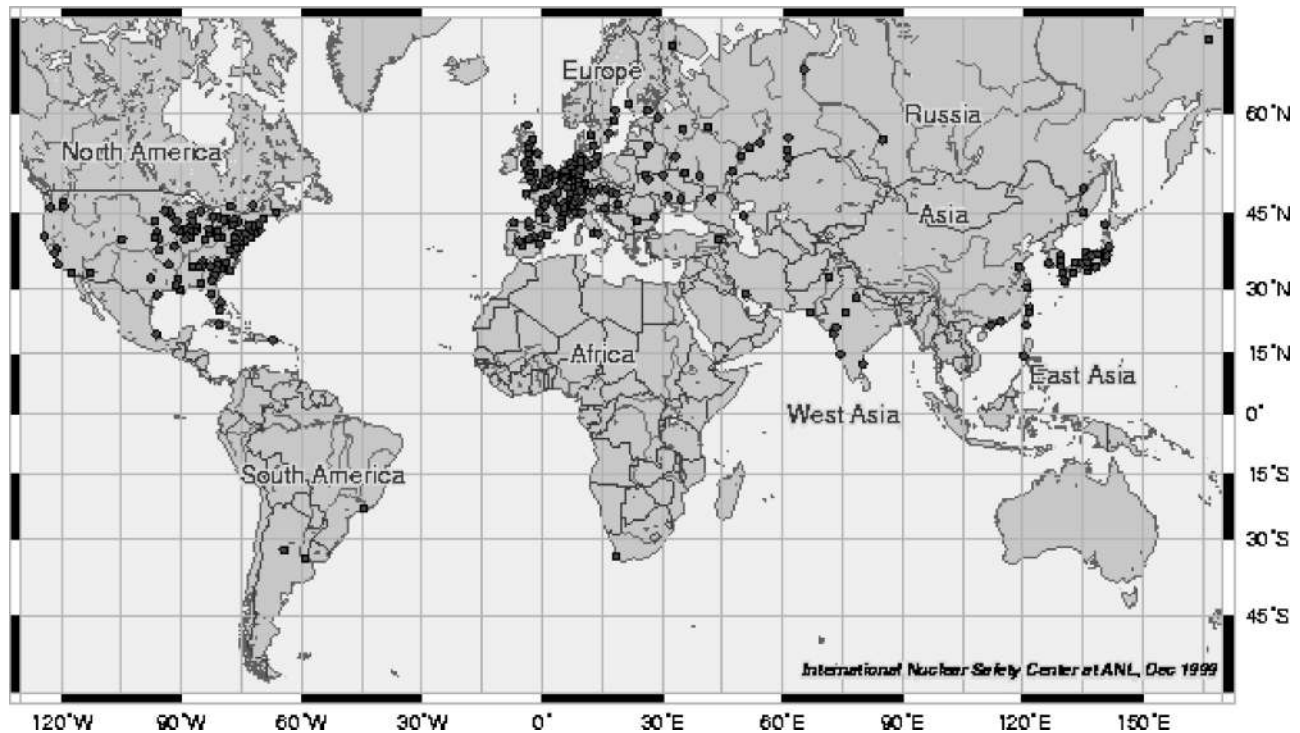 Europe
60°N
Russia
North America
45°N
Asia
30°N
15°N
Africa
East Asia
0°
West Asia
South America
15°S
30°S
45°S
International Nuclear Safety Center at ANL, Dec 1999
120°W 90°W 60°W 30°W 0° 30°E 60°E 90°E 120°E 150°E